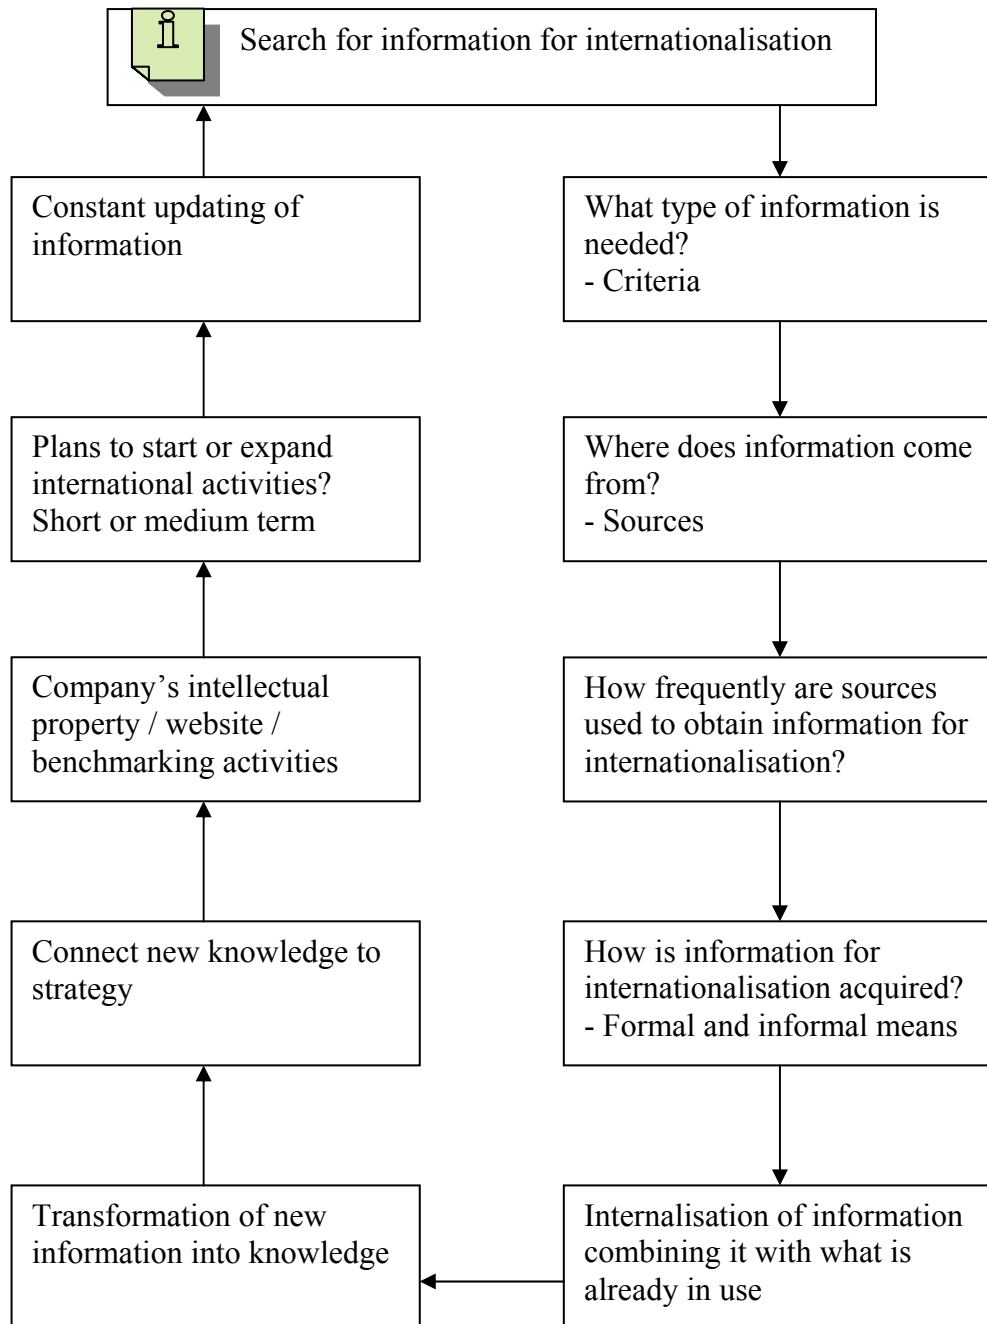 Search for information for internationalisation
What type of information is
needed?
- Criteria
Where does information come
from?
- Sources
How frequently are sources
used to obtain information for
internationalisation?
How is information for
internationalisation acquired?
- Formal and informal means
Internalisation of information
combining it with what is
already in use
Transformation of new
information into knowledge
Connect new knowledge to
strategy
Company’s intellectual
property / website /
benchmarking activities
Plans to start or expand
international activities?
Short or medium term
Constant updating of
information